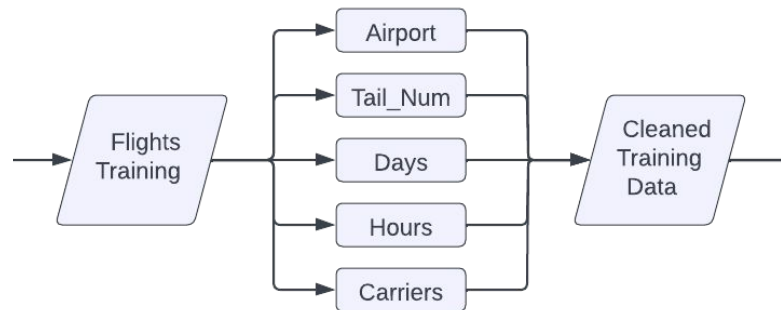 Flights
Training
Airport
Tail_Num
Days
Hours
Carriers
Cleaned
Training
Data